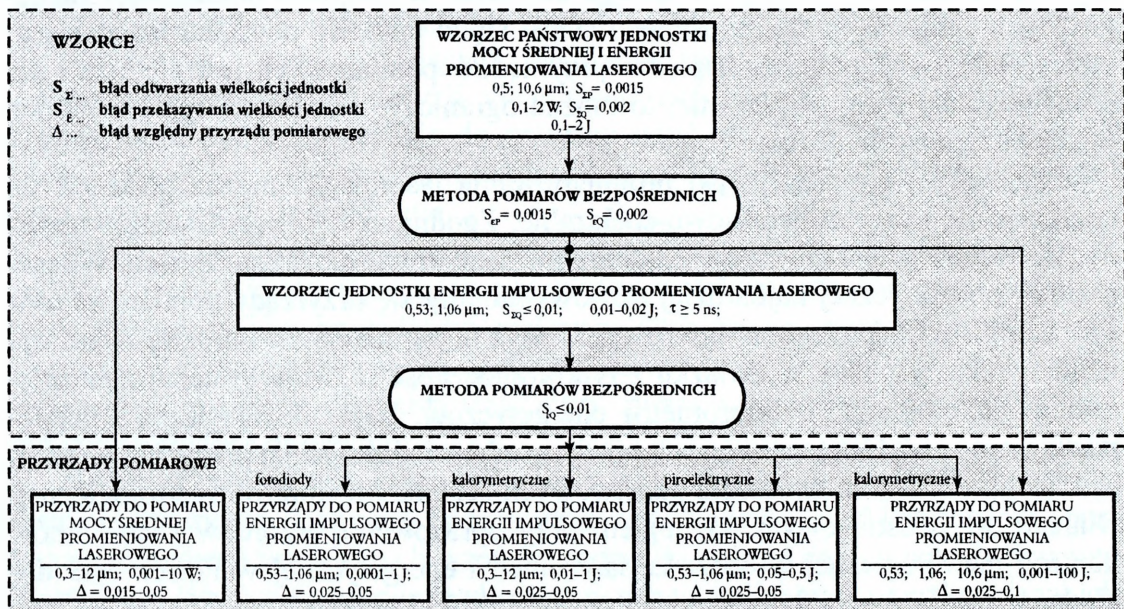 WZORCE
S Σ... błąd odtwarzania wielkości jednostki
S ε... błąd przekazywania wielkości jednostki
Δ ... błąd względny przyrządu pomiarowego
WZORZEC PAŃSTWOWY JEDNOSTKI
MOCY ŚREDNIEJ I ENERGII
PROMIENIOWANIA LASEROWEGO
0,5; 10,6 μm; SΣP = 0,0015
0,1–2 W; SΣQ = 0,002
0,1–2 J
METODA POMIARÓW BEZPOŚREDNICH
SεP = 0,0015 SεQ = 0,002
WZORZEC JEDNOSTKI ENERGII IMPULSOWEGO PROMIENIOWANIA LASEROWEGO
0,53; 1,06 μm; SΣQ ≤ 0,01; 0,01–0,02 J; τ ≥ 5 ns;
METODA POMIARÓW BEZPOŚREDNICH
SεQ ≤ 0,01
PRZYRZĄDY POMIAROWE
PRZYRZĄDY DO POMIARU
MOCY ŚREDNIEJ
PROMIENIOWANIA
LASEROWEGO
0,3–12 μm; 0,001–10 W;
Δ = 0,015–0,05
fotodiody
PRZYRZĄDY DO POMIARU
ENERGII IMPULSOWEGO
PROMIENIOWANIA
LASEROWEGO
0,53–1,06 μm; 0,0001–1 J;
Δ = 0,025–0,05
kalorymetryczne
PRZYRZĄDY DO POMIARU
ENERGII IMPULSOWEGO
PROMIENIOWANIA
LASEROWEGO
0,3–12 μm; 0,01–1 J;
Δ = 0,025–0,05
piroelektryczne
PRZYRZĄDY DO POMIARU
ENERGII IMPULSOWEGO
PROMIENIOWANIA
LASEROWEGO
0,53–1,06 μm; 0,05–0,5 J;
Δ = 0,025–0,05
kalorymetryczne
PRZYRZĄDY DO POMIARU
ENERGII IMPULSOWEGO
PROMIENIOWANIA
LASEROWEGO
0,53; 1,06; 10,6 μm; 0,001–100 J;
Δ = 0,025–0,1